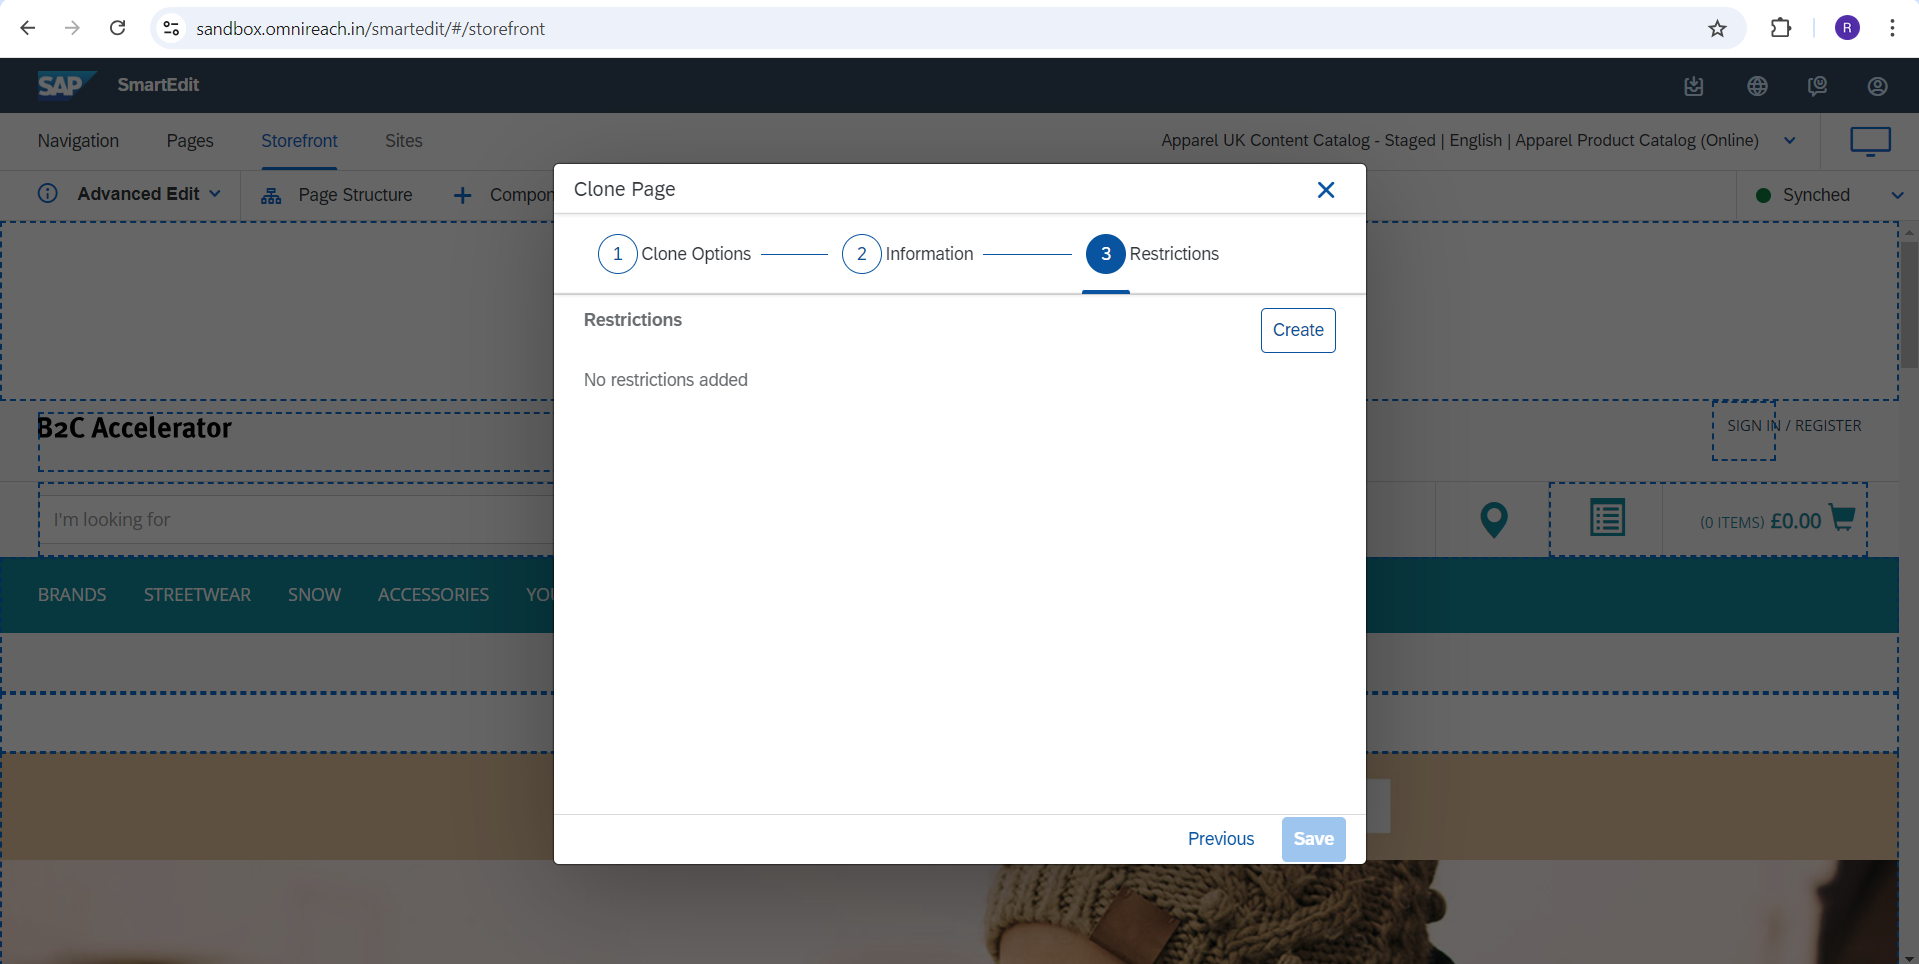 sandbox.omnireach.in/smartedit/#/storefront
R
SAP SmartEdit
Navigation Pages Storefront Sites
Apparel UK Content Catalog - Staged | English | Apparel Product Catalog (Online)
Advanced Edit Page Structure Compon
Synched
Clone Page
1 Clone Options 2 Information 3 Restrictions
Restrictions
Create
No restrictions added
Previous Save
B2C Accelerator
SIGN IN / REGISTER
I'm looking for
(0 ITEMS) £0.00
BRANDS STREETWEAR SNOW ACCESSORIES YOU